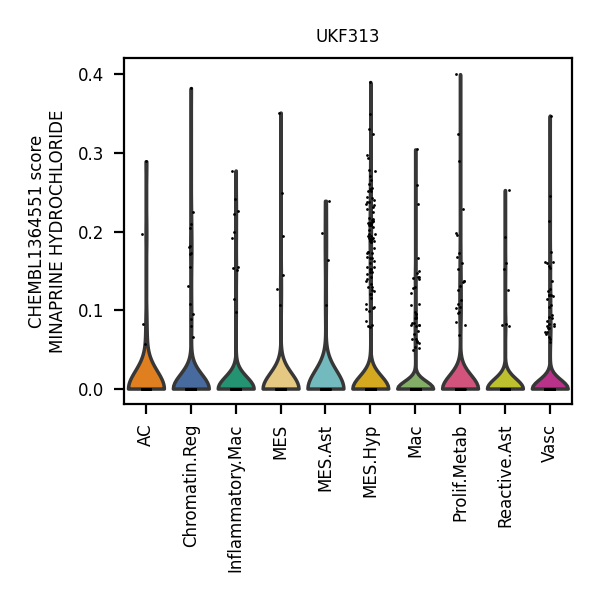 UKF313
CHEMBL1364551 score
MINAPRINE HYDROCHLORIDE
0.4
0.3
0.2
0.1
0.0
AC
Chromatin.Reg
Inflammatory.Mac
MES
MES.Ast
MES.Hyp
Mac
Prolif.Metab
Reactive.Ast
Vasc